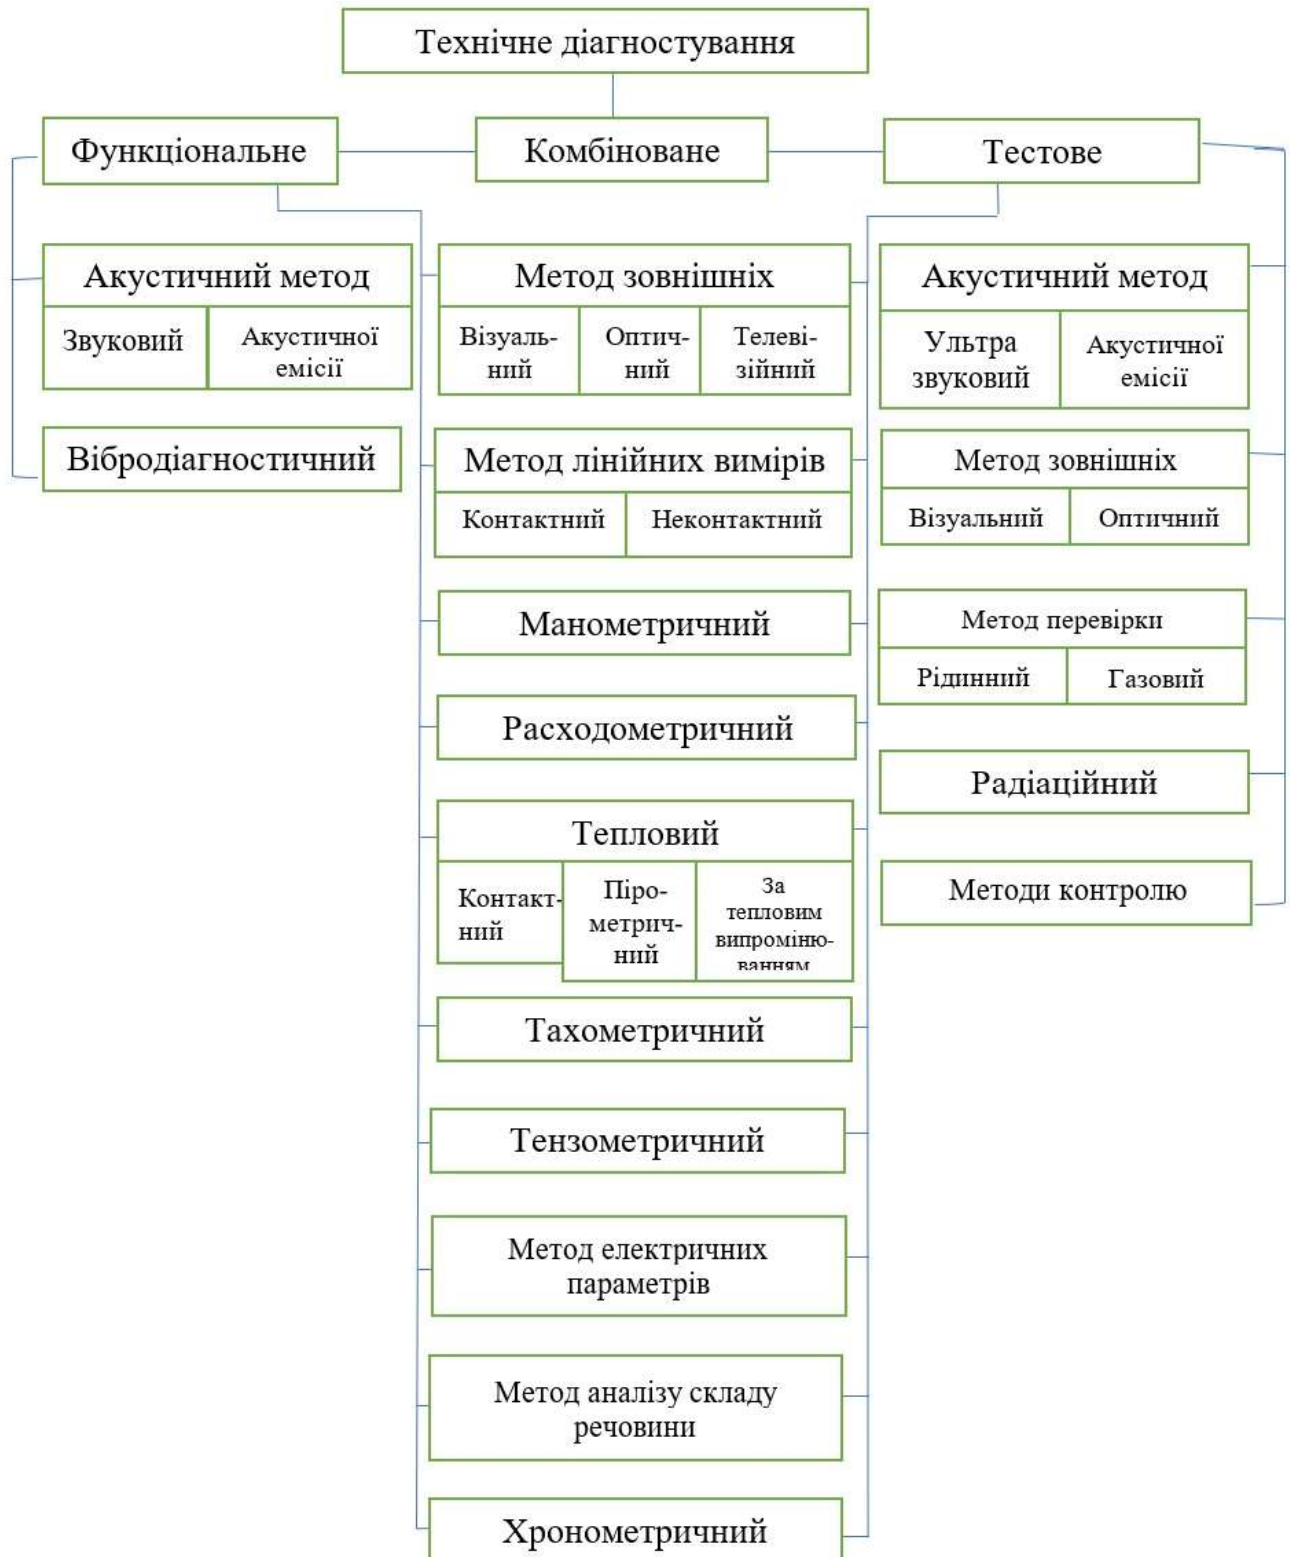 Технічне діагностування
Функціональне
Комбіноване
Тестове
Акустичний метод
Звуковий
Акустичної
емісії
Вібродіагностичний
Метод зовнішніх
Візуаль-
ний
Оптич-
ний
Телеві-
зійний
Метод лінійних вимірів
Контактний
Неконтактний
Манометричний
Расходометричний
Тепловий
Контакт-
ний
Піро-
метрич-
ний
За
тепловим
випроміню-
ванням
Тахометричний
Тензометричний
Метод електричних
параметрів
Метод аналізу складу
речовини
Хронометричний
Акустичний метод
Ультра
звуковий
Акустичної
емісії
Метод зовнішніх
Візуальний
Оптичний
Метод перевірки
Рідинний
Газовий
Радіаційний
Методи контролю